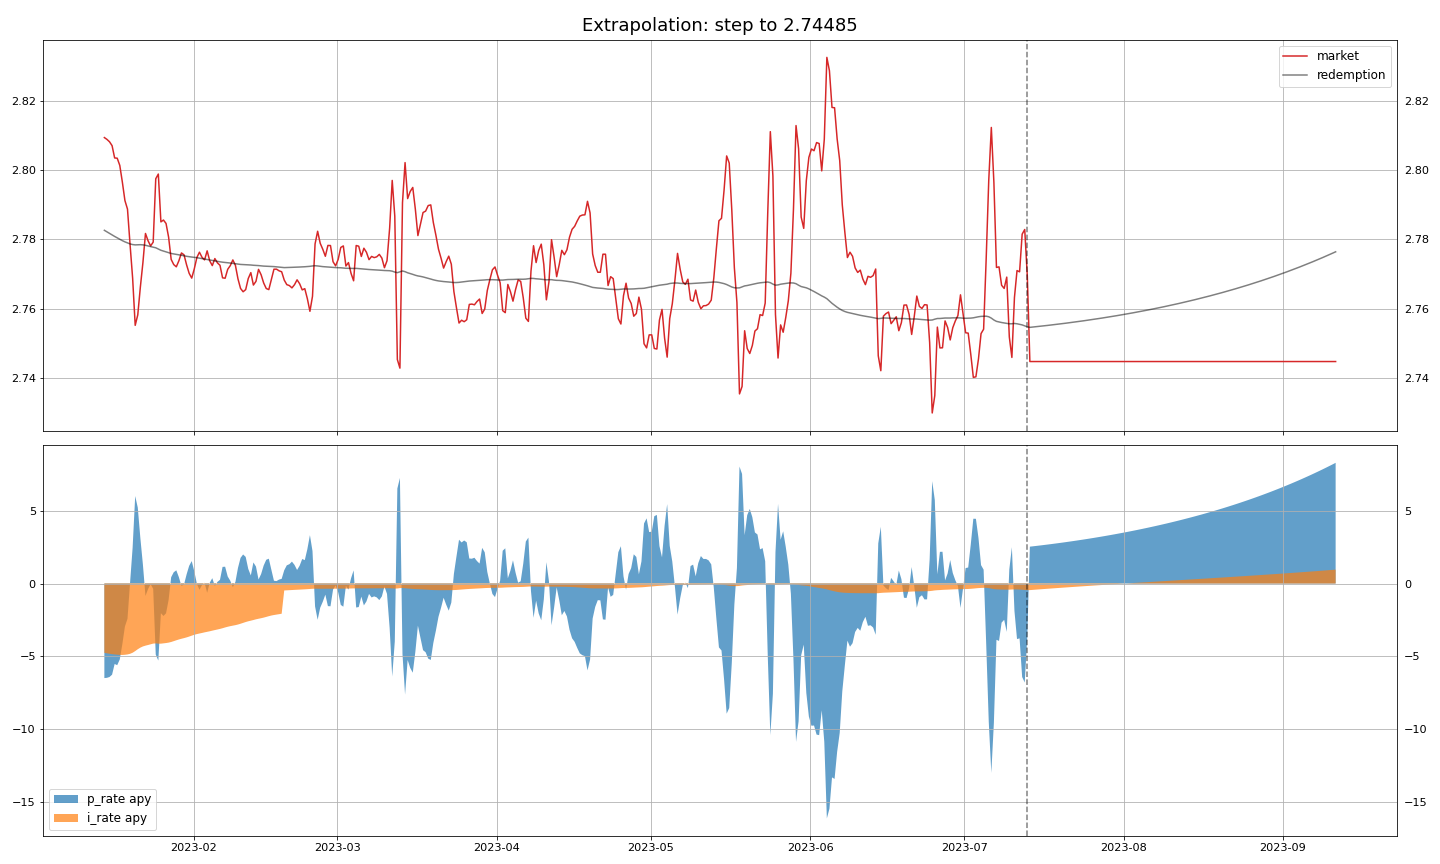 Extrapolation: step to 2.74485
market
redemption
2.82 2.82
2.80 2.80
2.78 2.78
2.76 2.76
2.74 2.74
5 5
0 0
−5 −5
−10 −10
−15 −15
p_rate apy
i_rate apy
2023-02 2023-03 2023-04 2023-05 2023-06 2023-07 2023-08 2023-09